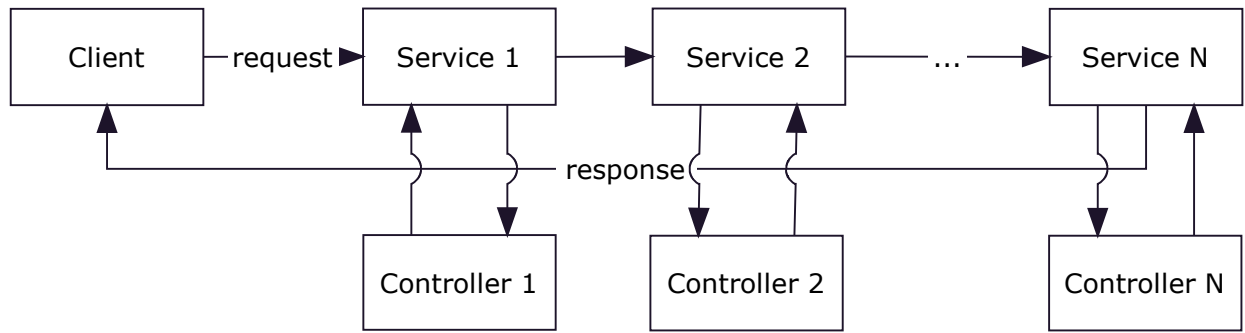 Client
request
Service 1
Service 2
...
Service N
response
Controller 1
Controller 2
Controller N